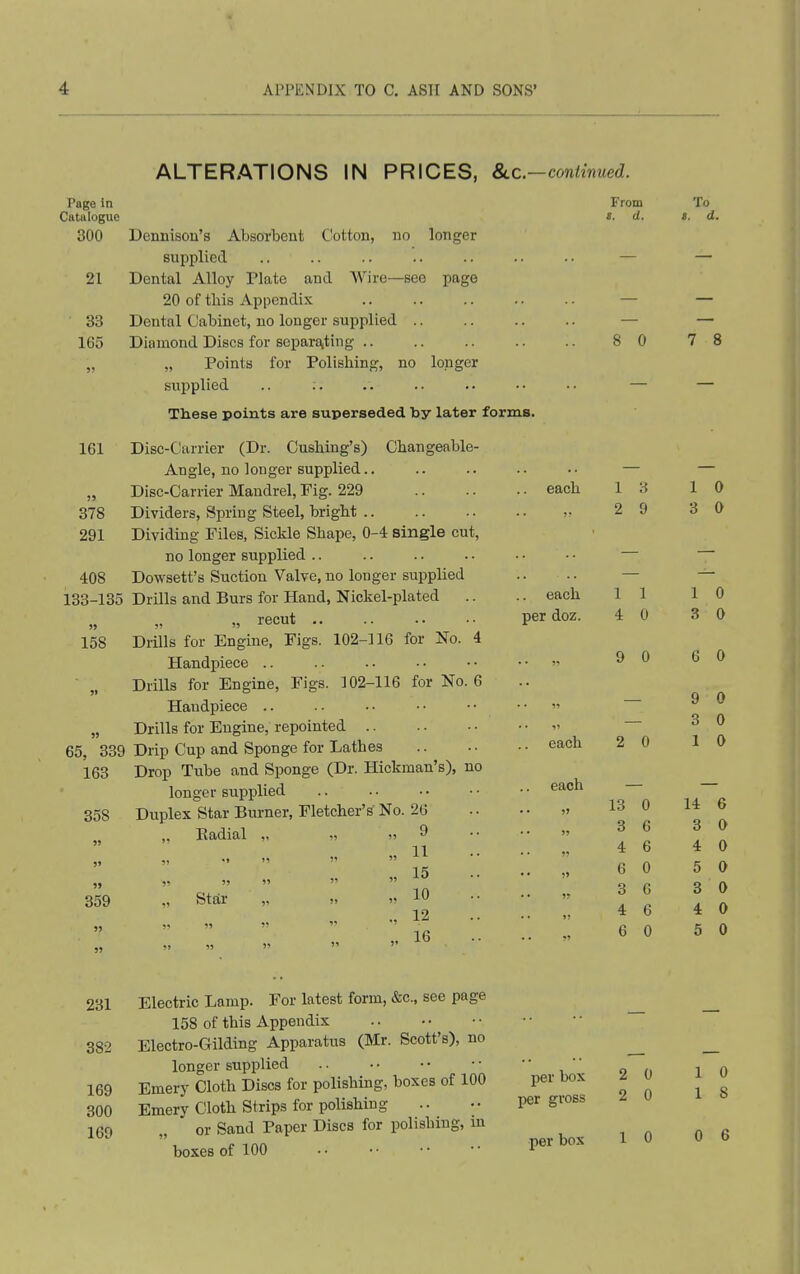 4 APPENDIX TO C. ASH AND SONS'
ALTERATIONS IN PRICES, &c.—continued.
Page in From To
Catalogue s. d. s. d.
300 Dennison's Absorbent Cotton, no longer
supplied .. .. .. .. .. .. .. — —
21 Dental Alloy Plate and Wire—see page
20 of this Appendix .. .. .. .. .. — —
33 Dental Cabinet, no longer supplied .. .. .. .. — —
165 Diamond Discs for separating .. .. .. .. .. 8 0 7 8
„ „ Points for Polishing, no longer
supplied .. .. .. .. .. .. .. — —
These points are superseded by later forms.
161 Disc-Carrier (Dr. Cushing's) Changeable-
Angle, no longer supplied.. .. .. .. .. — —
„ Disc-Carrier Mandrel, Fig. 229 .. .. .. each 1 3 1 0
378 Dividers, Spring Steel, bright .. .. .. .. „ 2 9 3 0
291 Dividing Files, Sickle Shape, 0-4 single cut,
no longer supplied .. .. .. .. .. .. — —
408 Dowsett's Suction Valve, no longer supplied .. .. — —
133-135 Drills and Burs for Hand, Nickel-plated .. .. each 1 1 1 0
„ „ „ recut .. .. .. .. per doz. 4 0 3 0
158 Drills for Engine, Figs. 102-116 for No. 4
Handpiece .. .. .. .. .. .. „ 9 0 6 0
„ Drills for Engine, Figs. 102-116 for No. 6 ..
Handpiece .. .. .. .. .. .. „ — 9 0
„ Drills for Engine, repointed .. .. .. .. „ — 3 0
65, 339 Drip Cup and Sponge for Lathes .. .. .. each 2 0 1 0
163 Drop Tube and Sponge (Dr. Hickman's), no
longer supplied .. .. .. .. .. each — —
358 Duplex Star Burner, Fletcher's No. 26 .. .. „ 13 0 14 6
„ „ Radial „ „ „ 9 .. .. „ 3 6 3 0
„ „ „ „ „ „ 11 .. .. „ 4 6 4 0
„ „ „ „ „ „ 15 .. .. „ 6 0 5 0
359 „ Star „ „ „ 10 .. .. „ 3 6 3 0
„ „ „ „ „ „ 12 .. .. „ 4 6 4 0
„ „ „ „ „ „ 16 .. .. „ 6 0 5 0
231 Electric Lamp. For latest form, &c., see page
158 of this Appendix .. .. .. .. .. — —
382 Electro-Gilding Apparatus (Mr. Scott's), no
longer supplied .. .. .. .. .. .. — —
169 Emery Cloth Discs for polishing, boxes of 100 per box 2 0 1 0
300 Emery Cloth Strips for polishing .. .. per gross 2 0 1 8
169 „ or Sand Paper Discs for polishing, in
boxes of 100 .. .. .. .. per box 1 0 0 6